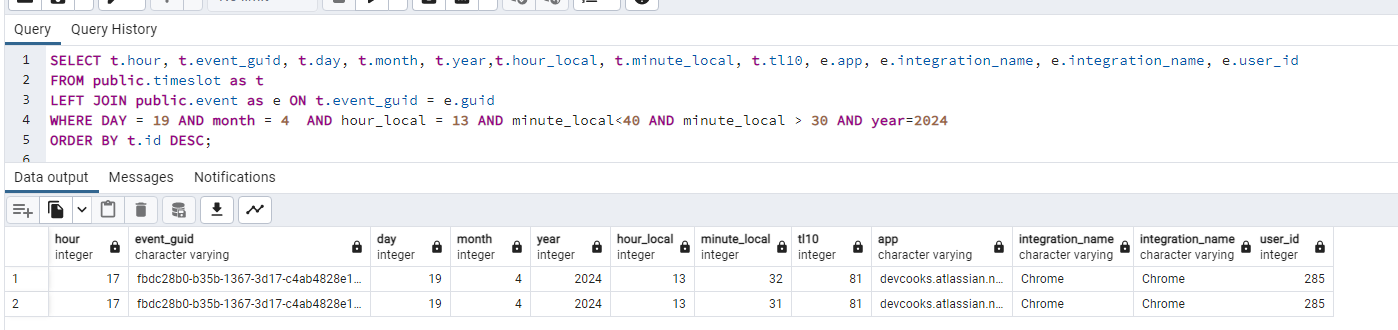 Query Query History
1 SELECT t.hour, t.event_guid, t.day, t.month, t.year,t.hour_local, t.minute_local, t.tl10, e.app, e.integration_name, e.integration_name, e.user_id
2 FROM public.timeslot as t
3 LEFT JOIN public.event as e ON t.event_guid = e.guid
4 WHERE DAY = 19 AND month = 4  AND hour_local = 13 AND minute_local<40 AND minute_local > 30 AND year=2024
5 ORDER BY t.id DESC;
6
Data output Messages Notifications
hour event_guid day month year hour_local minute_local tl10 app integration_name integration_name user_id
integer character varying integer integer integer integer integer integer character varying character varying character varying integer
1 17 fbdc28b0-b35b-1367-3d17-c4ab4828e1... 19 4 2024 13 32 81 devcooks.atlassian.n... Chrome Chrome 285
2 17 fbdc28b0-b35b-1367-3d17-c4ab4828e1... 19 4 2024 13 31 81 devcooks.atlassian.n... Chrome Chrome 285